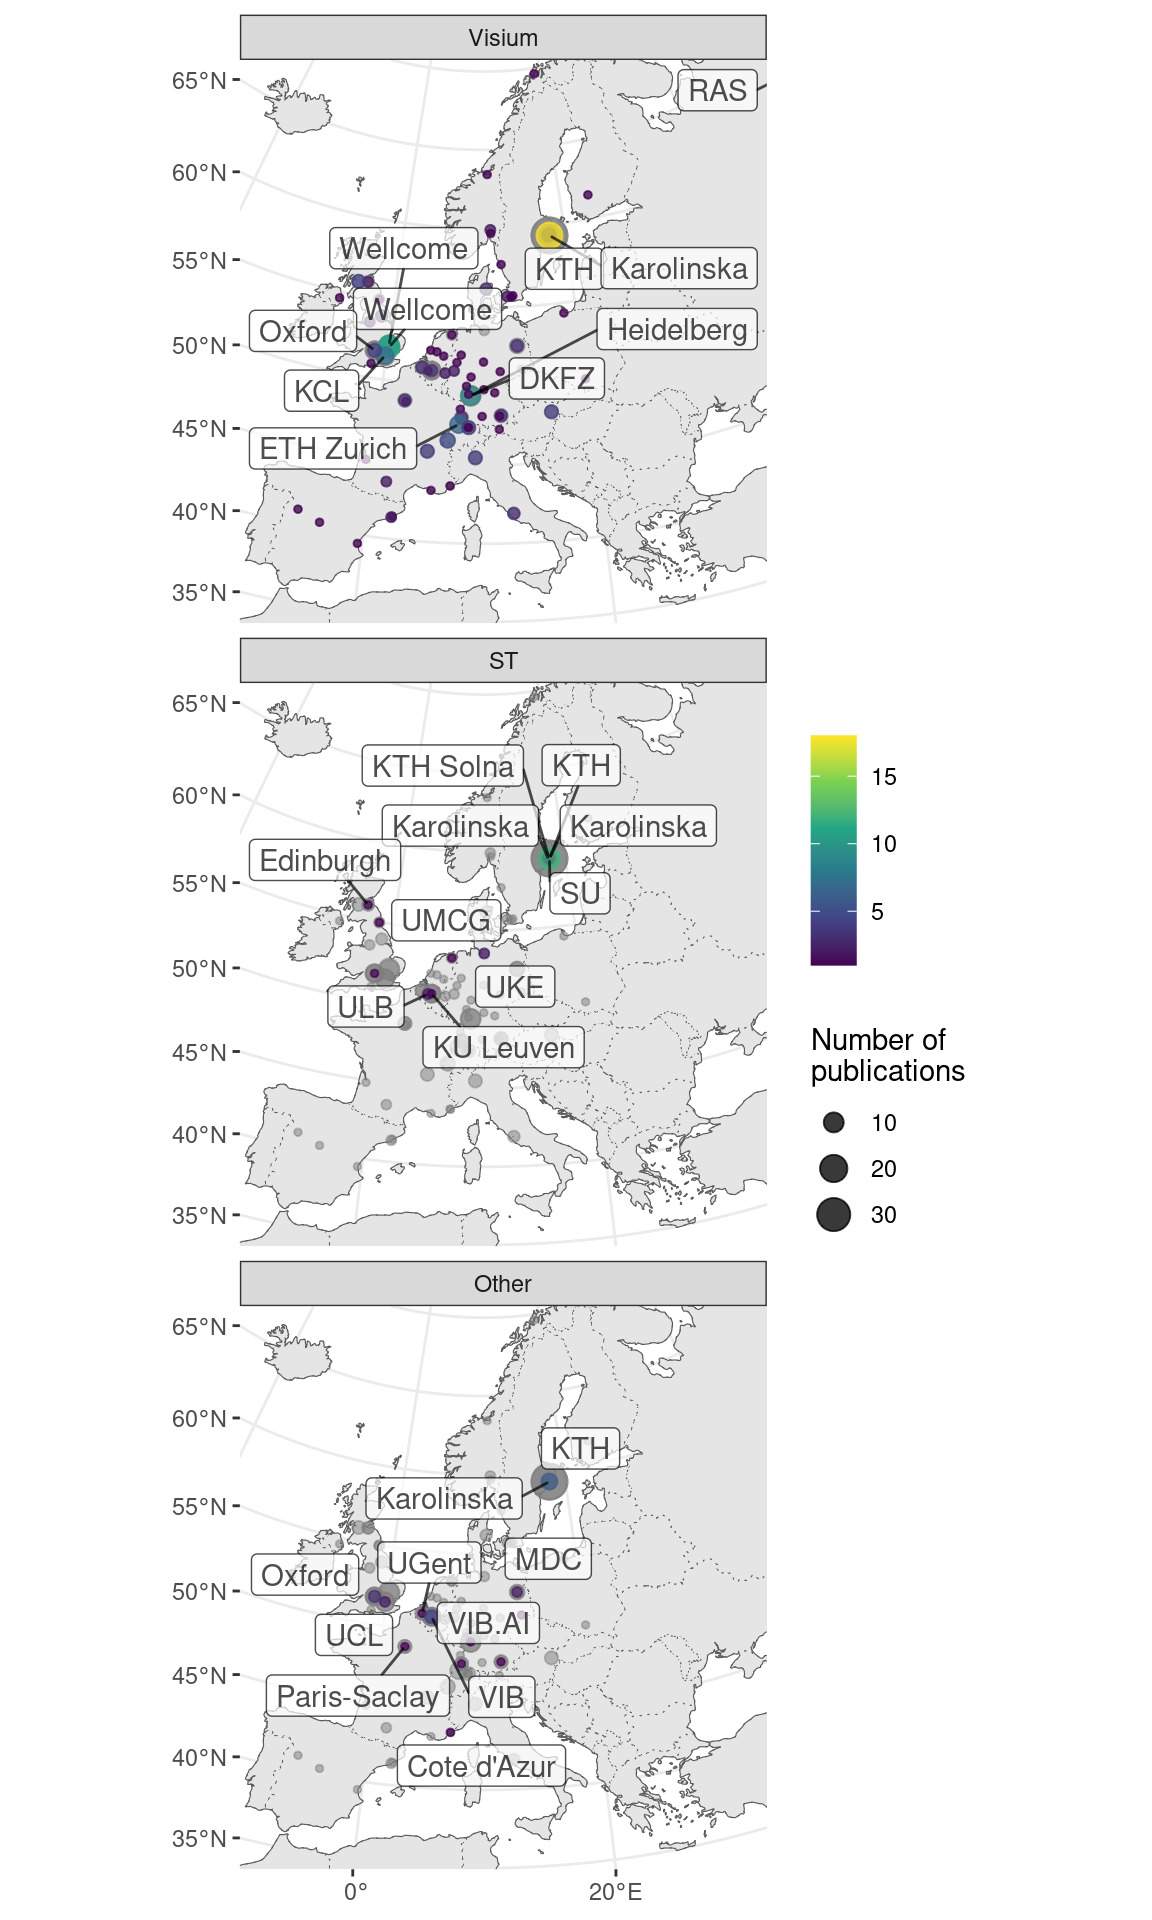 Visium
65°N
60°N
55°N
50°N
45°N
40°N
35°N
RAS
Wellcome
KTH
Karolinska
Wellcome
Oxford
Heidelberg
KCL
DKFZ
ETH Zurich
ST
65°N
60°N
55°N
50°N
45°N
40°N
35°N
KTH Solna
KTH
Karolinska
Karolinska
Edinburgh
SU
UMCG
UKE
ULB
KU Leuven
Other
65°N
60°N
55°N
50°N
45°N
40°N
35°N
KTH
Karolinska
UGent
MDC
Oxford
UCL
VIB.AI
Paris-Saclay
VIB
Cote d'Azur
0°
20°E
15
10
5
Number of
publications
10
20
30